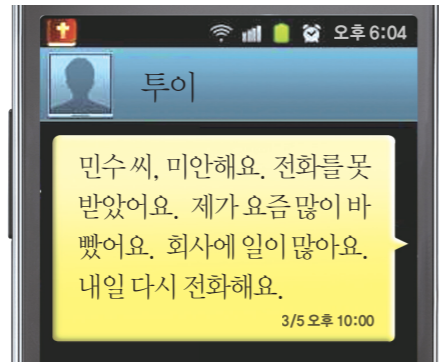 오후 6:04
투이
민수 씨, 미안해요. 전화를 못
받았어요. 제가 요즘 많이 바
빴어요. 회사에 일이 많아요.
내일 다시 전화해요.
3/5 오후 10:00